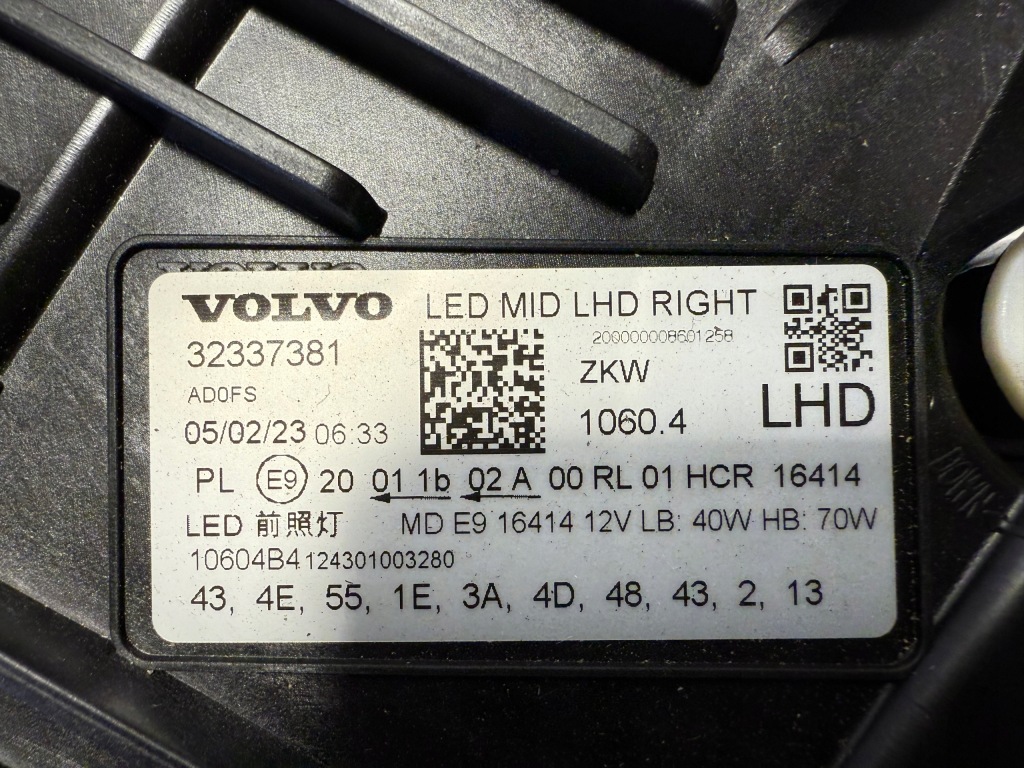 VOLVO LED MID LHD RIGHT
200000008601258
32337381
ZKW
AD0FS
LHD
05/02/23 06:33
1060.4
PL E9 20 01 1b 02 A 00 RL 01 HCR 16414
LED 前照灯 MD E9 16414 12V LB: 40W HB: 70W
10604B4 124301003280
43, 4E, 55, 1E, 3A, 4D, 48, 43, 2, 13